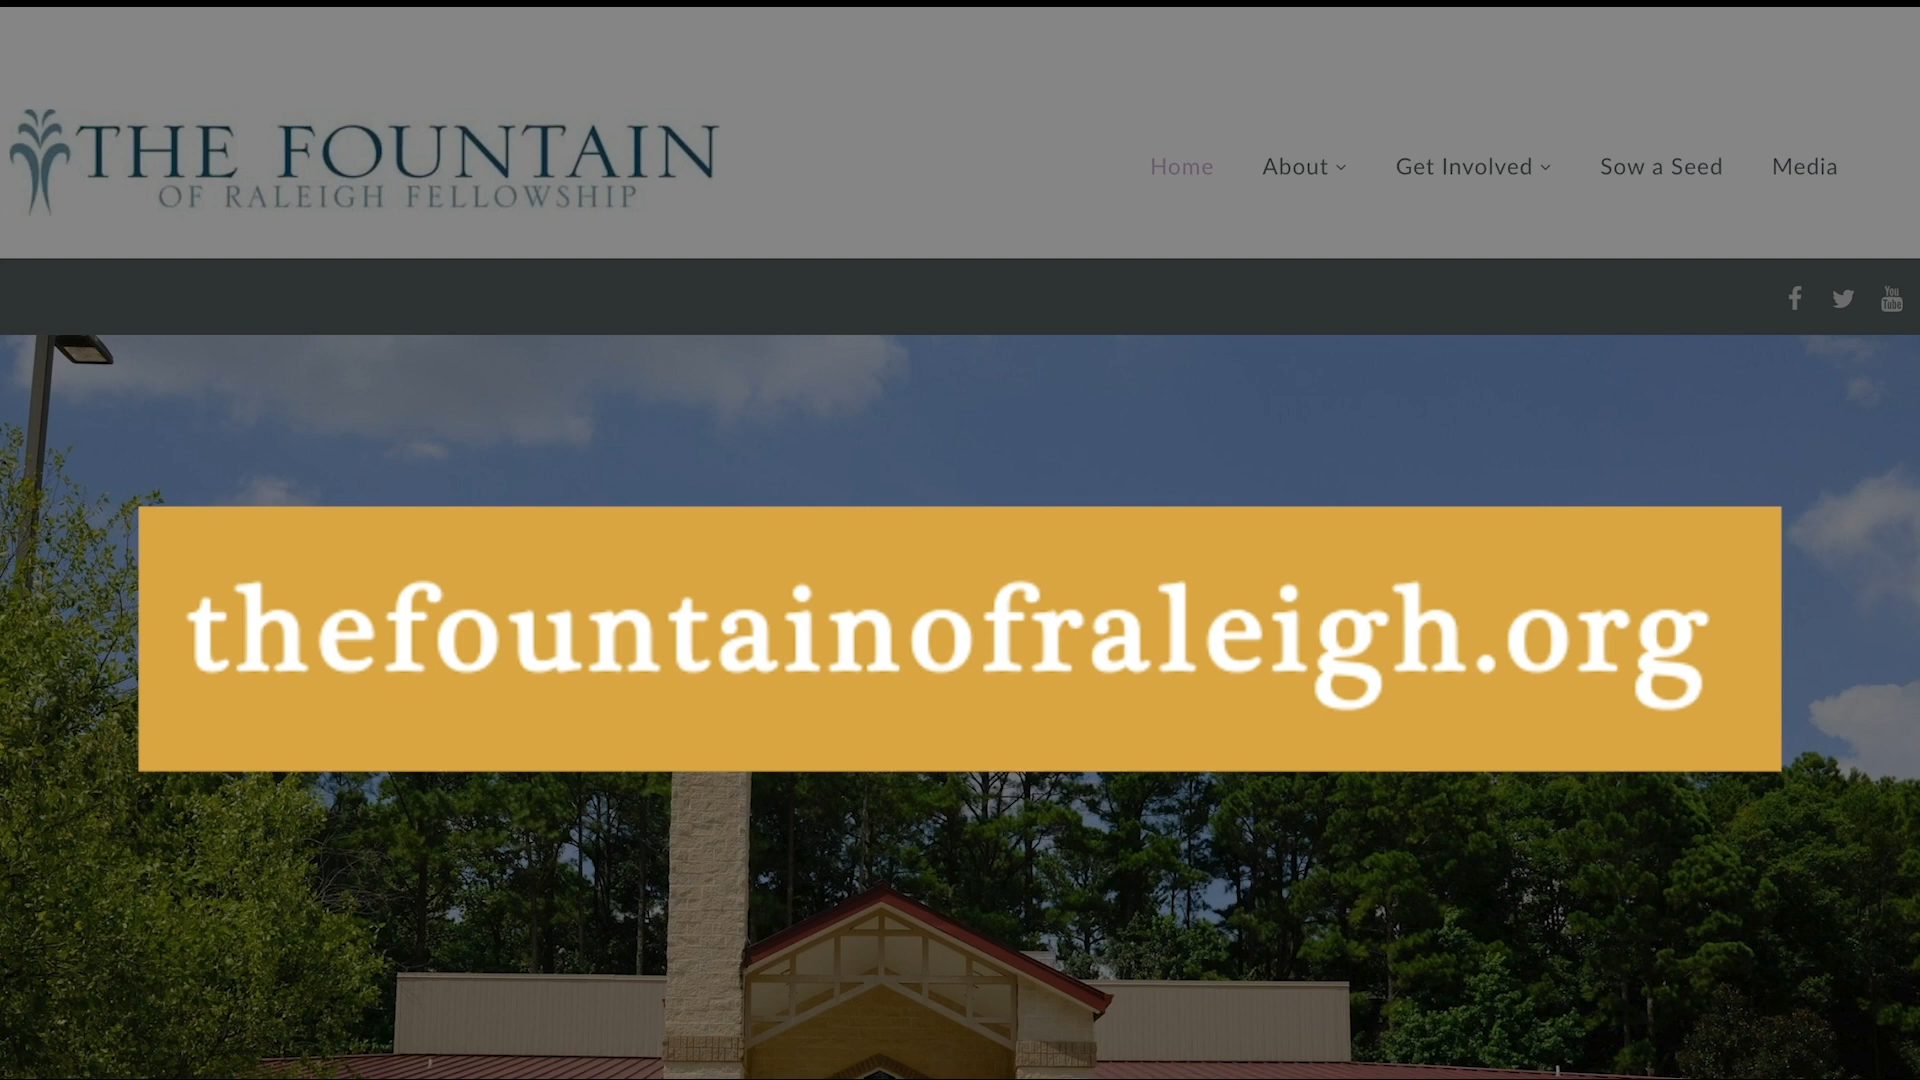 THE FOUNTAIN
OF RALEIGH FELLOWSHIP
Home About Get Involved Sow a Seed Media
You
Tube
thefountainofraleigh.org